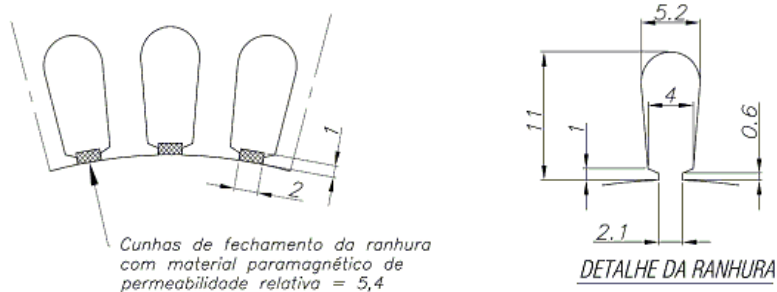 5.2
4
11
1
0.6
1
2
2.1
Cunhas de fechamento da ranhura
com material paramagnético de
permeabilidade relativa = 5,4
DETALHE DA RANHURA